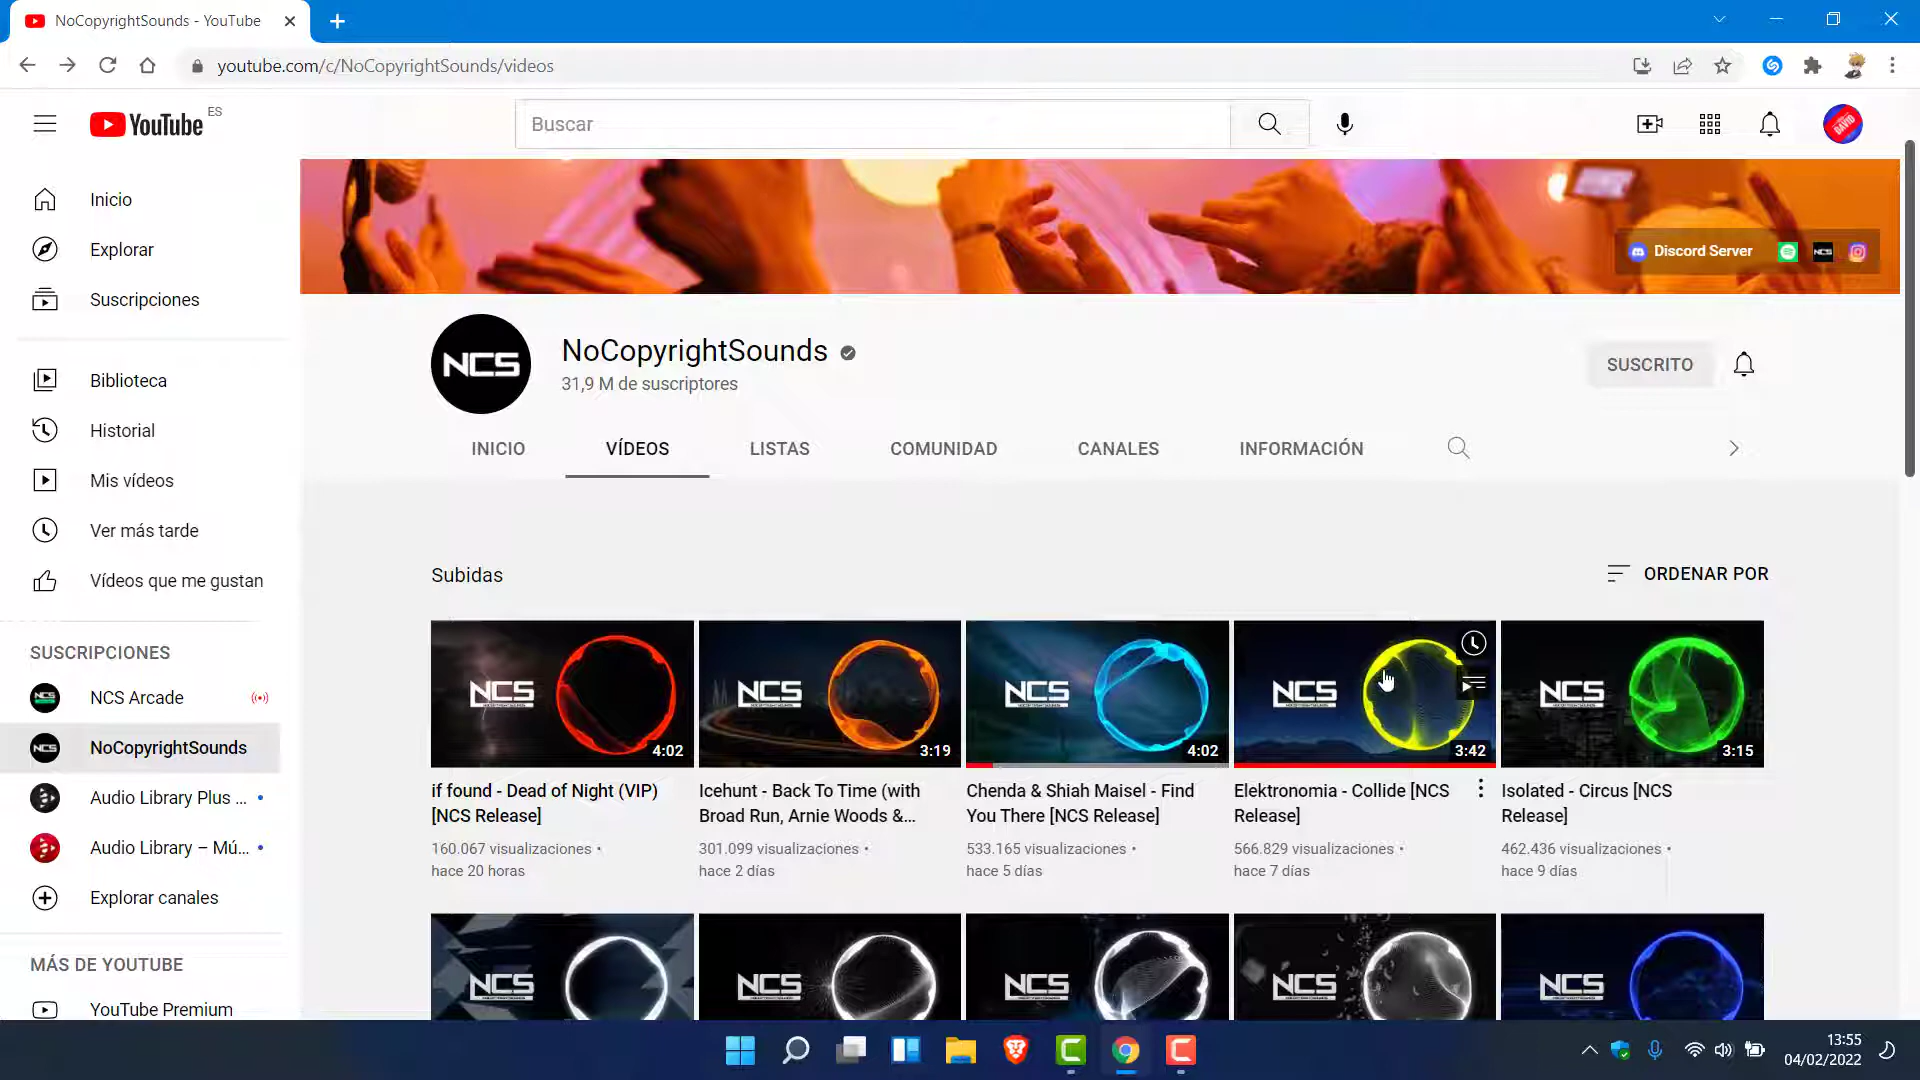 NoCopyrightSounds - YouTube
youtube.com/c/NoCopyrightSounds/videos
YouTube ES
Buscar
DAVID
Inicio
Explorar
Suscripciones
Biblioteca
Historial
Mis vídeos
Ver más tarde
Vídeos que me gustan
SUSCRIPCIONES
NCS Arcade
NoCopyrightSounds
Audio Library Plus ...
Audio Library – Mú...
Explorar canales
MÁS DE YOUTUBE
YouTube Premium
Discord Server
NCS
NoCopyrightSounds
31,9 M de suscriptores
SUSCRITO
INICIO VÍDEOS LISTAS COMUNIDAD CANALES INFORMACIÓN
Subidas
ORDENAR POR
NCS 4:02 NCS 3:19 NCS 4:02 NCS 3:42 NCS 3:15
if found - Dead of Night (VIP)
[NCS Release]
160.067 visualizaciones •
hace 20 horas
Icehunt - Back To Time (with
Broad Run, Arnie Woods &...
301.099 visualizaciones •
hace 2 días
Chenda & Shiah Maisel - Find
You There [NCS Release]
533.165 visualizaciones •
hace 5 días
Elektronomia - Collide [NCS
Release]
566.829 visualizaciones •
hace 7 días
Isolated - Circus [NCS
Release]
462.436 visualizaciones •
hace 9 días
NCS NCS NCS NCS NCS
13:55
04/02/2022